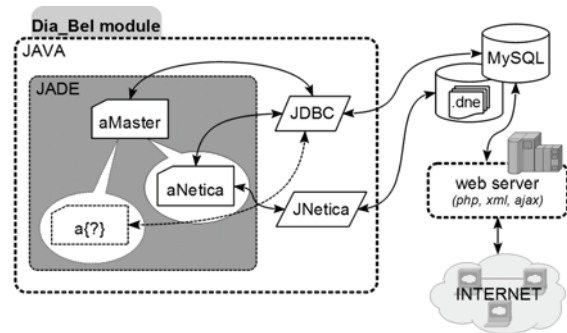 Dia_Bel module
JAVA
JADE
aMaster
JDBC
MySQL
.dne
aNetica
JNetica
a{?}
web server
(php, xml, ajax)
INTERNET